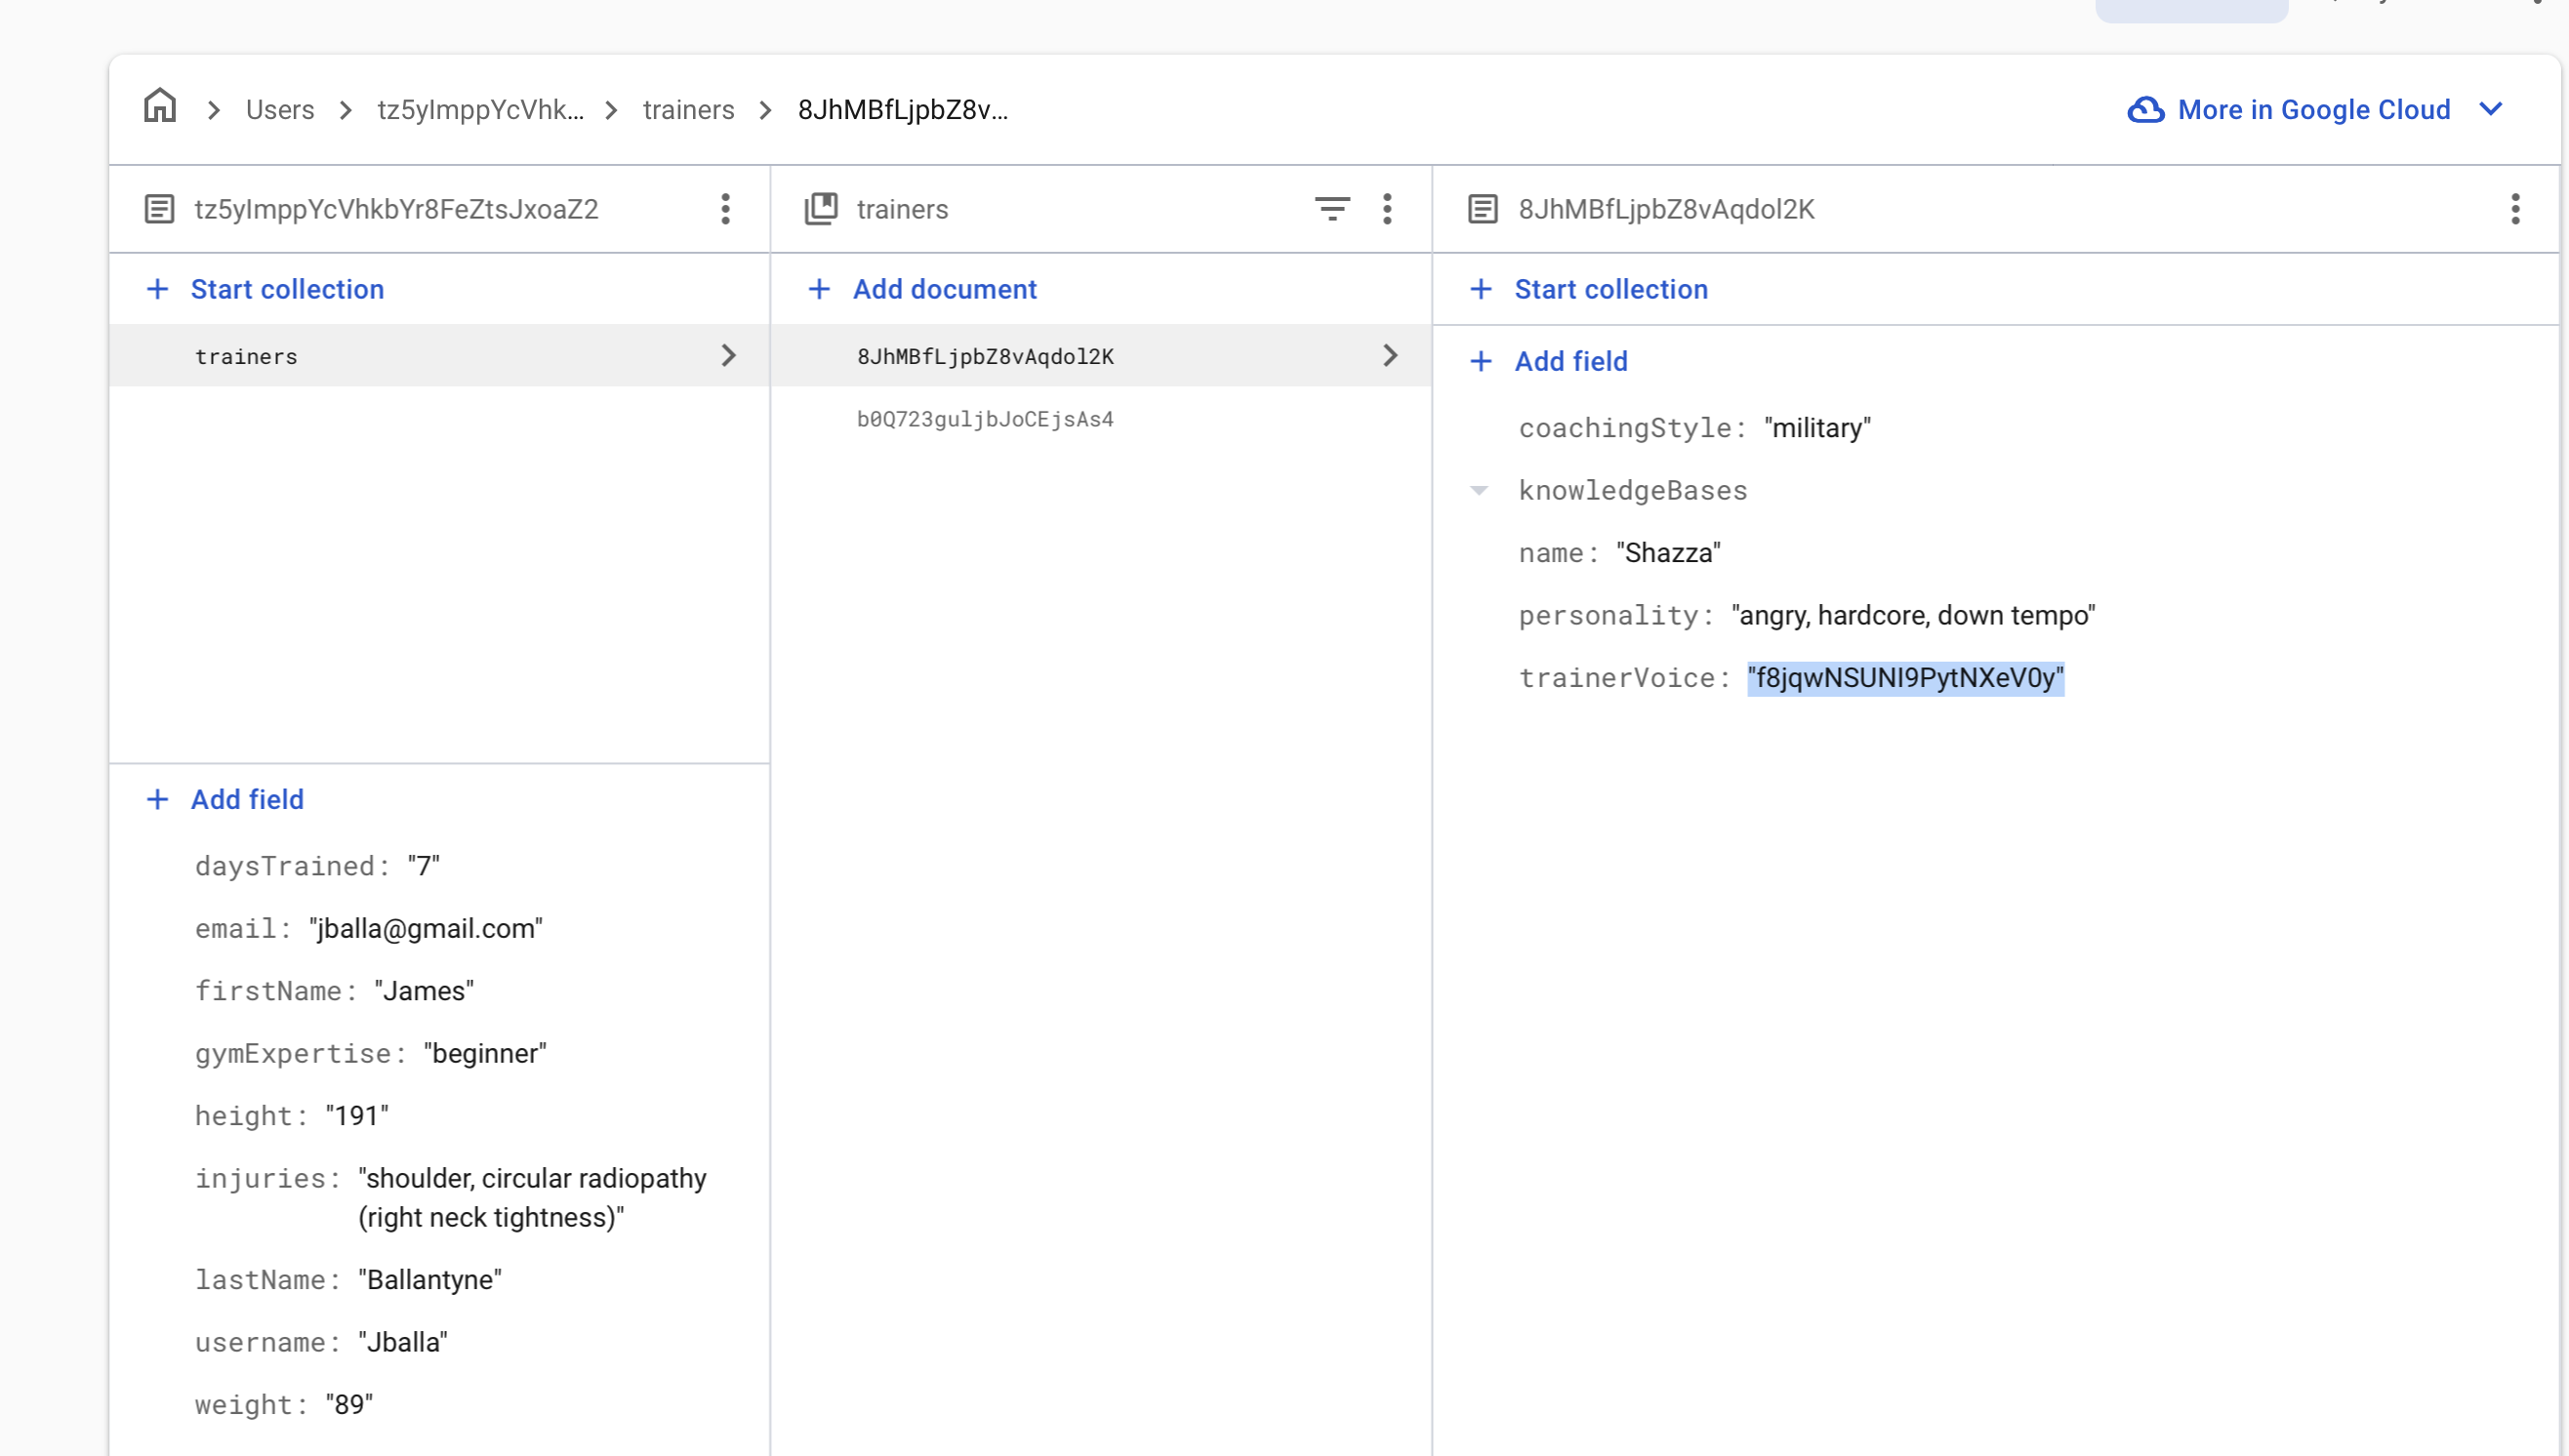 Users
tz5yImppYcVhk...
trainers
8JhMBfLjpbZ8v...
More in Google Cloud
tz5yImppYcVhkbYr8FeZtsJxoaZ2
Start collection
trainers
Add field
daysTrained: "7"
email: "jballa@gmail.com"
firstName: "James"
gymExpertise: "beginner"
height: "191"
injuries: "shoulder, circular radiopathy
(right neck tightness)"
lastName: "Ballantyne"
username: "Jballa"
weight: "89"
trainers
Add document
8JhMBfLjpbZ8vAqdol2K
b0Q723guljbJoCEjsAs4
8JhMBfLjpbZ8vAqdol2K
Start collection
Add field
coachingStyle: "military"
knowledgeBases
name: "Shazza"
personality: "angry, hardcore, down tempo"
trainerVoice: "f8jqwNSUNI9PytNXeV0y"